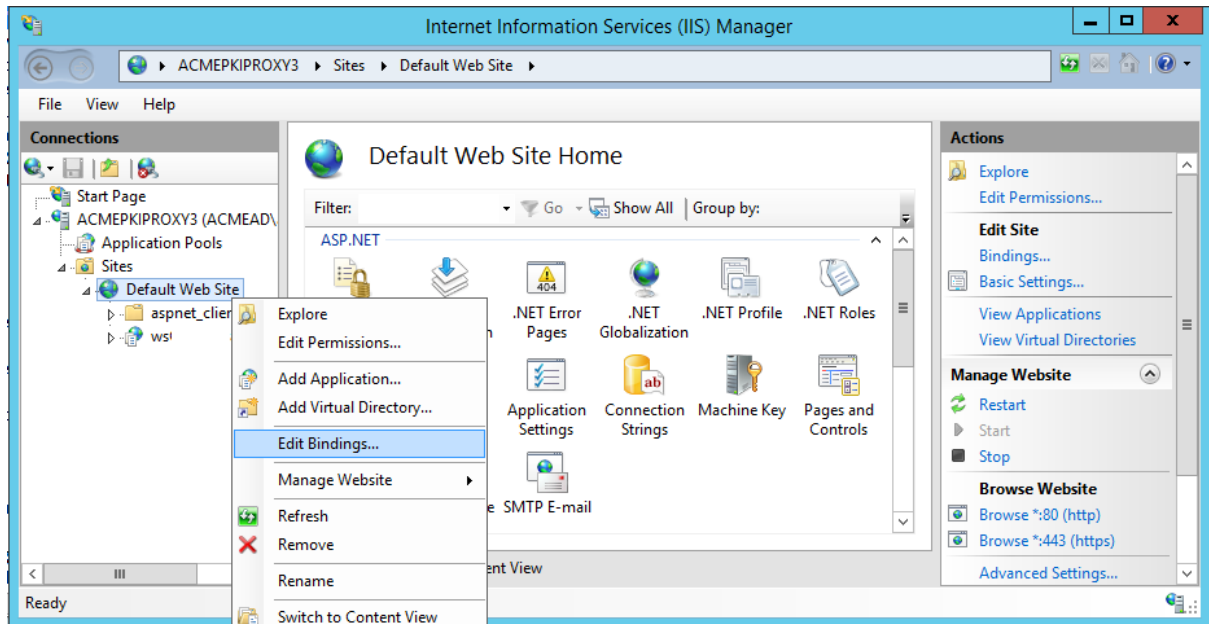 Internet Information Services (IIS) Manager
ACMEPKIPROXY3 Sites Default Web Site
File View Help
Connections
Start Page
ACMEPKIPROXY3 (ACMEAD\
Application Pools
Sites
Default Web Site
aspnet_clier
Default Web Site Home
Filter: Go Show All Group by:
ASP.NET
404
.NET Error Pages
.NET Globalization
.NET Profile
.NET Roles
Application Settings
ab
Connection Strings
Machine Key
Pages and Controls
SMTP E-mail
ent View
Explore
Edit Permissions...
Add Application...
Add Virtual Directory...
Edit Bindings...
Manage Website
Refresh
Remove
Rename
Switch to Content View
Actions
Explore
Edit Permissions...
Edit Site
Bindings...
Basic Settings...
View Applications
View Virtual Directories
Manage Website
Restart
Start
Stop
Browse Website
Browse *:80 (http)
Browse *:443 (https)
Advanced Settings...
Ready